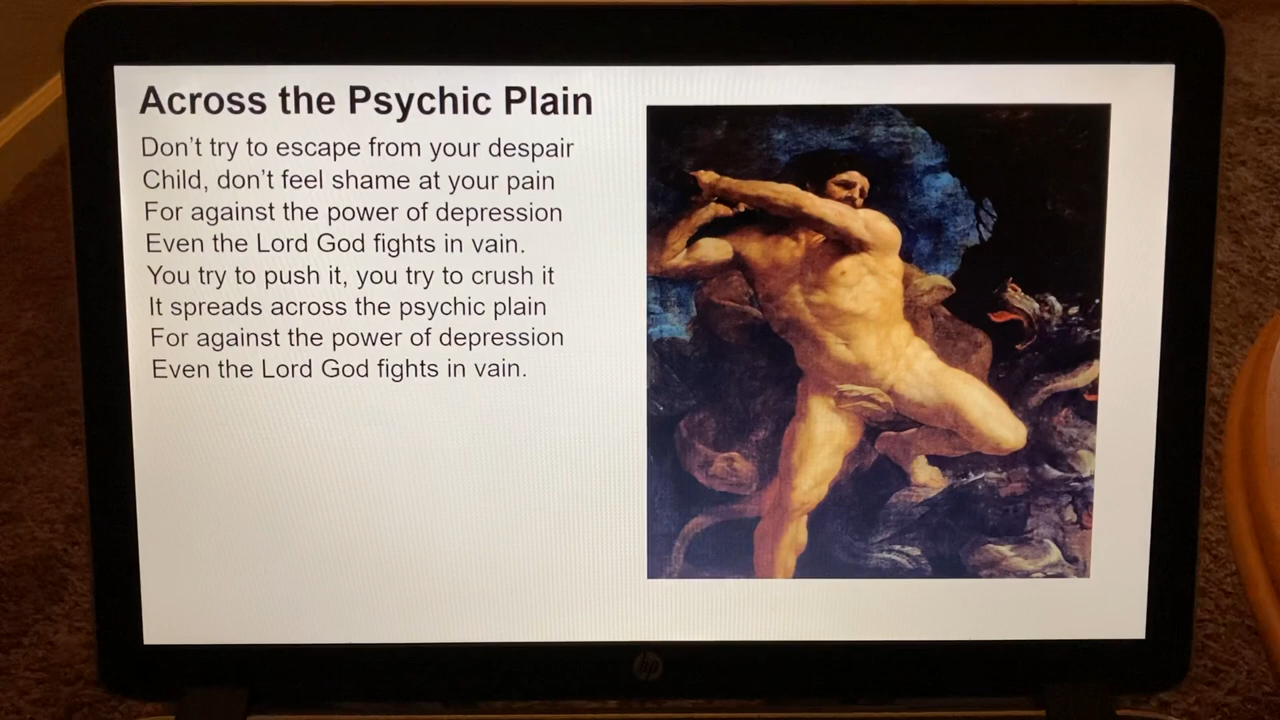 Across the Psychic Plain
Don't try to escape from your despair
Child, don't feel shame at your pain
For against the power of depression
Even the Lord God fights in vain.
You try to push it, you try to crush it
It spreads across the psychic plain
For against the power of depression
Even the Lord God fights in vain.
hp